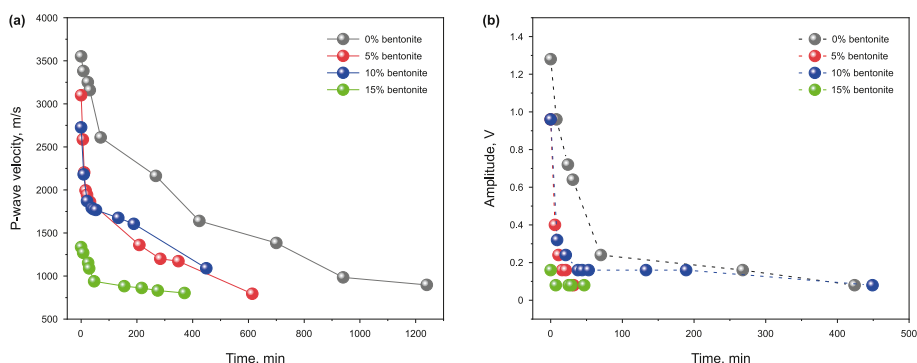 (a)
4000
3500
3000
2500
2000
1500
1000
500
P-wave velocity, m/s
0% bentonite
5% bentonite
10% bentonite
15% bentonite
0
200
400
600
800
1000
1200
Time, min
(b)
1.4
1.2
1.0
0.8
0.6
0.4
0.2
0
Amplitude, V
0% bentonite
5% bentonite
10% bentonite
15% bentonite
0
100
200
300
400
500
Time, min